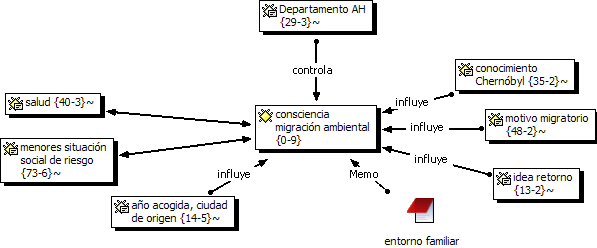 Departamento AH
{29-3}~
controla
conocimiento
Chernóbyl {35-2}~
influye
salud {40-3}~
consciencia
migración ambiental
{0-9}
motivo migratorio
{48-2}~
influye
menores situación
social de riesgo
{73-6}~
influye
idea retorno
{13-2}~
influye
Memo
año acogida, ciudad
de origen {14-5}~
entorno familiar